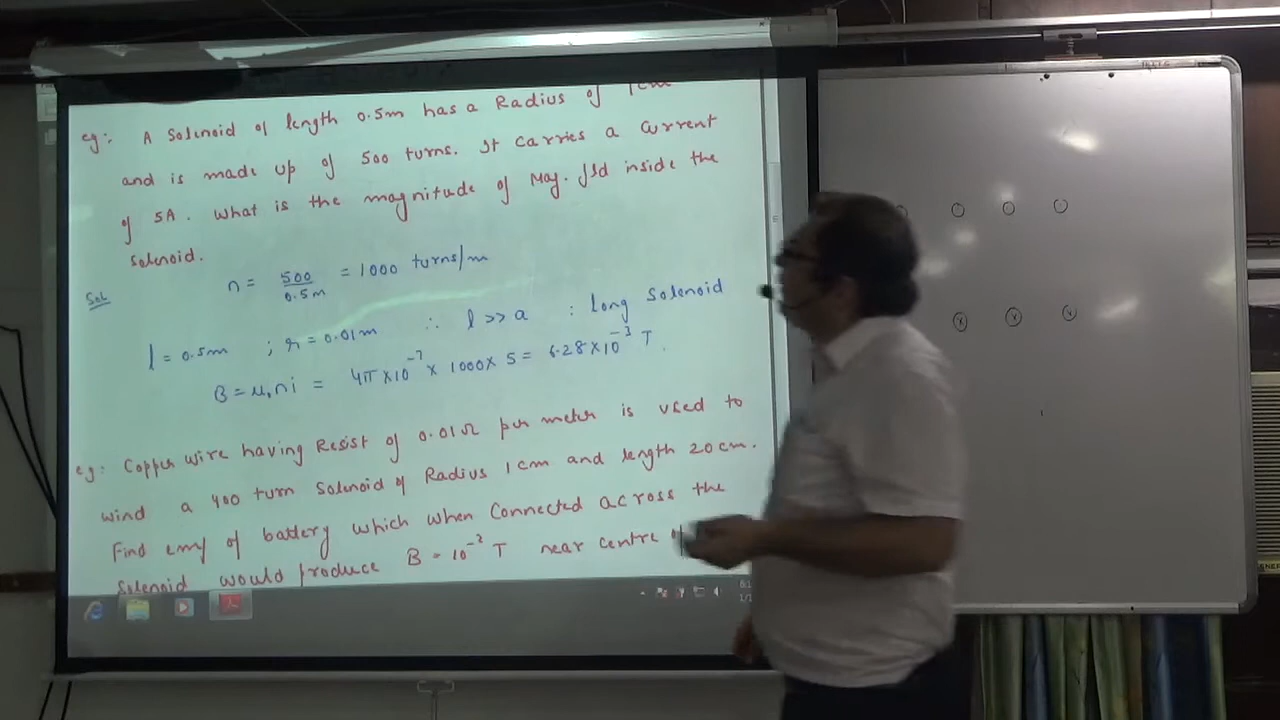 eg: A Solenoid of length 0.5m has a Radius of 1cm
and is made up of 500 turns. It carries a current
of 5A. What is the magnitude of Mag. fld inside the
solenoid.
Sol n = 500/0.5m = 1000 turns/m
l = 0.5m ; r = 0.01m ∴ l >> a : Long Solenoid
B = μ₀ni = 4π×10⁻⁷ × 1000 × 5 = 6.28×10⁻³ T.
eg: Copper wire having Resist of 0.01Ω per meter is used to
wind a 400 turn Solenoid of Radius 1cm and length 20cm.
Find emf of battery which when Connected across the
Solenoid would produce B = 10⁻² T near centre of